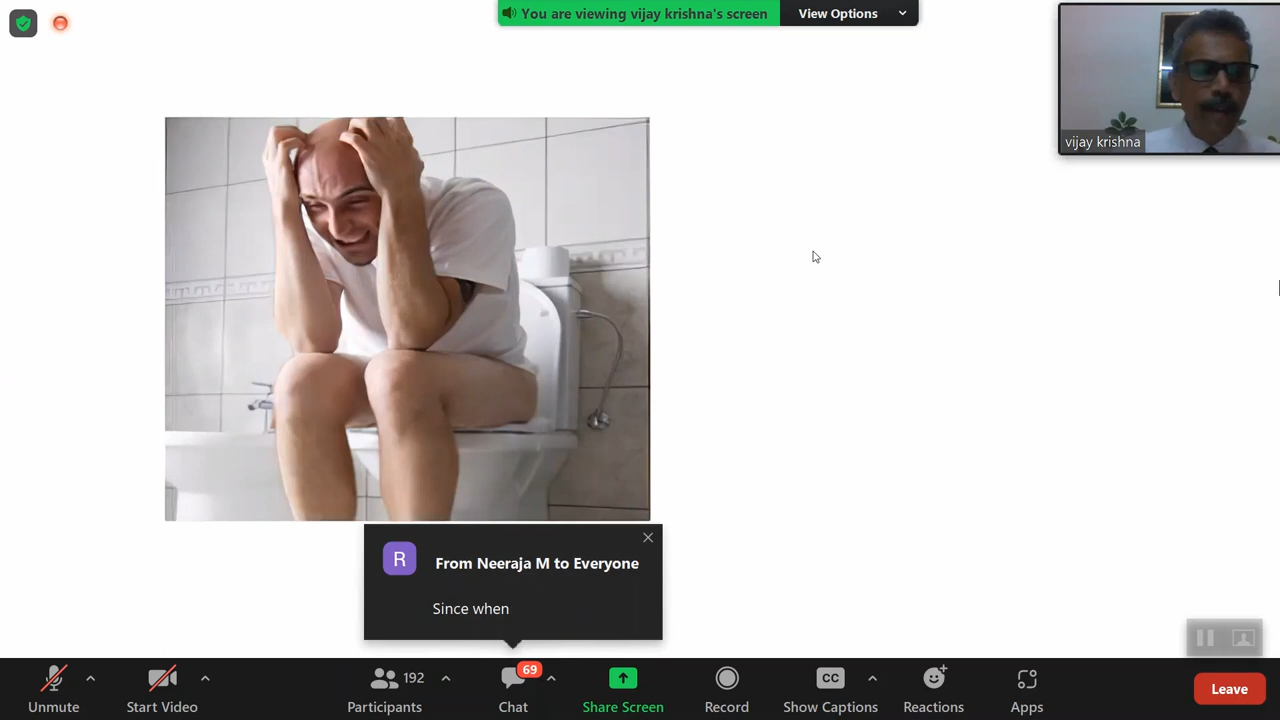 You are viewing vijay krishna's screen
View Options
vijay krishna
R
From Neeraja M to Everyone
Since when
69
192
CC
Unmute
Start Video
Participants
Chat
Share Screen
Record
Show Captions
Reactions
Apps
Leave